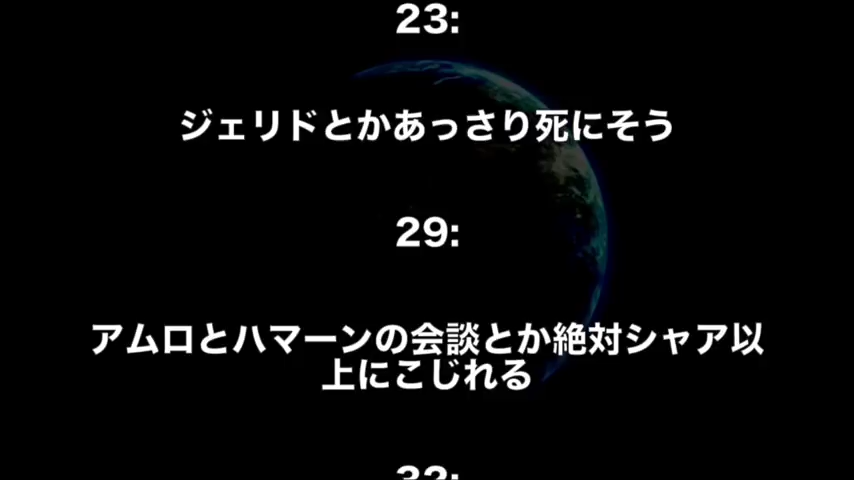 23:
ジェリドとかあっさり死にそう
29:
アムロとハマーンの会談とか絶対シャア以
上にこじれる
32: